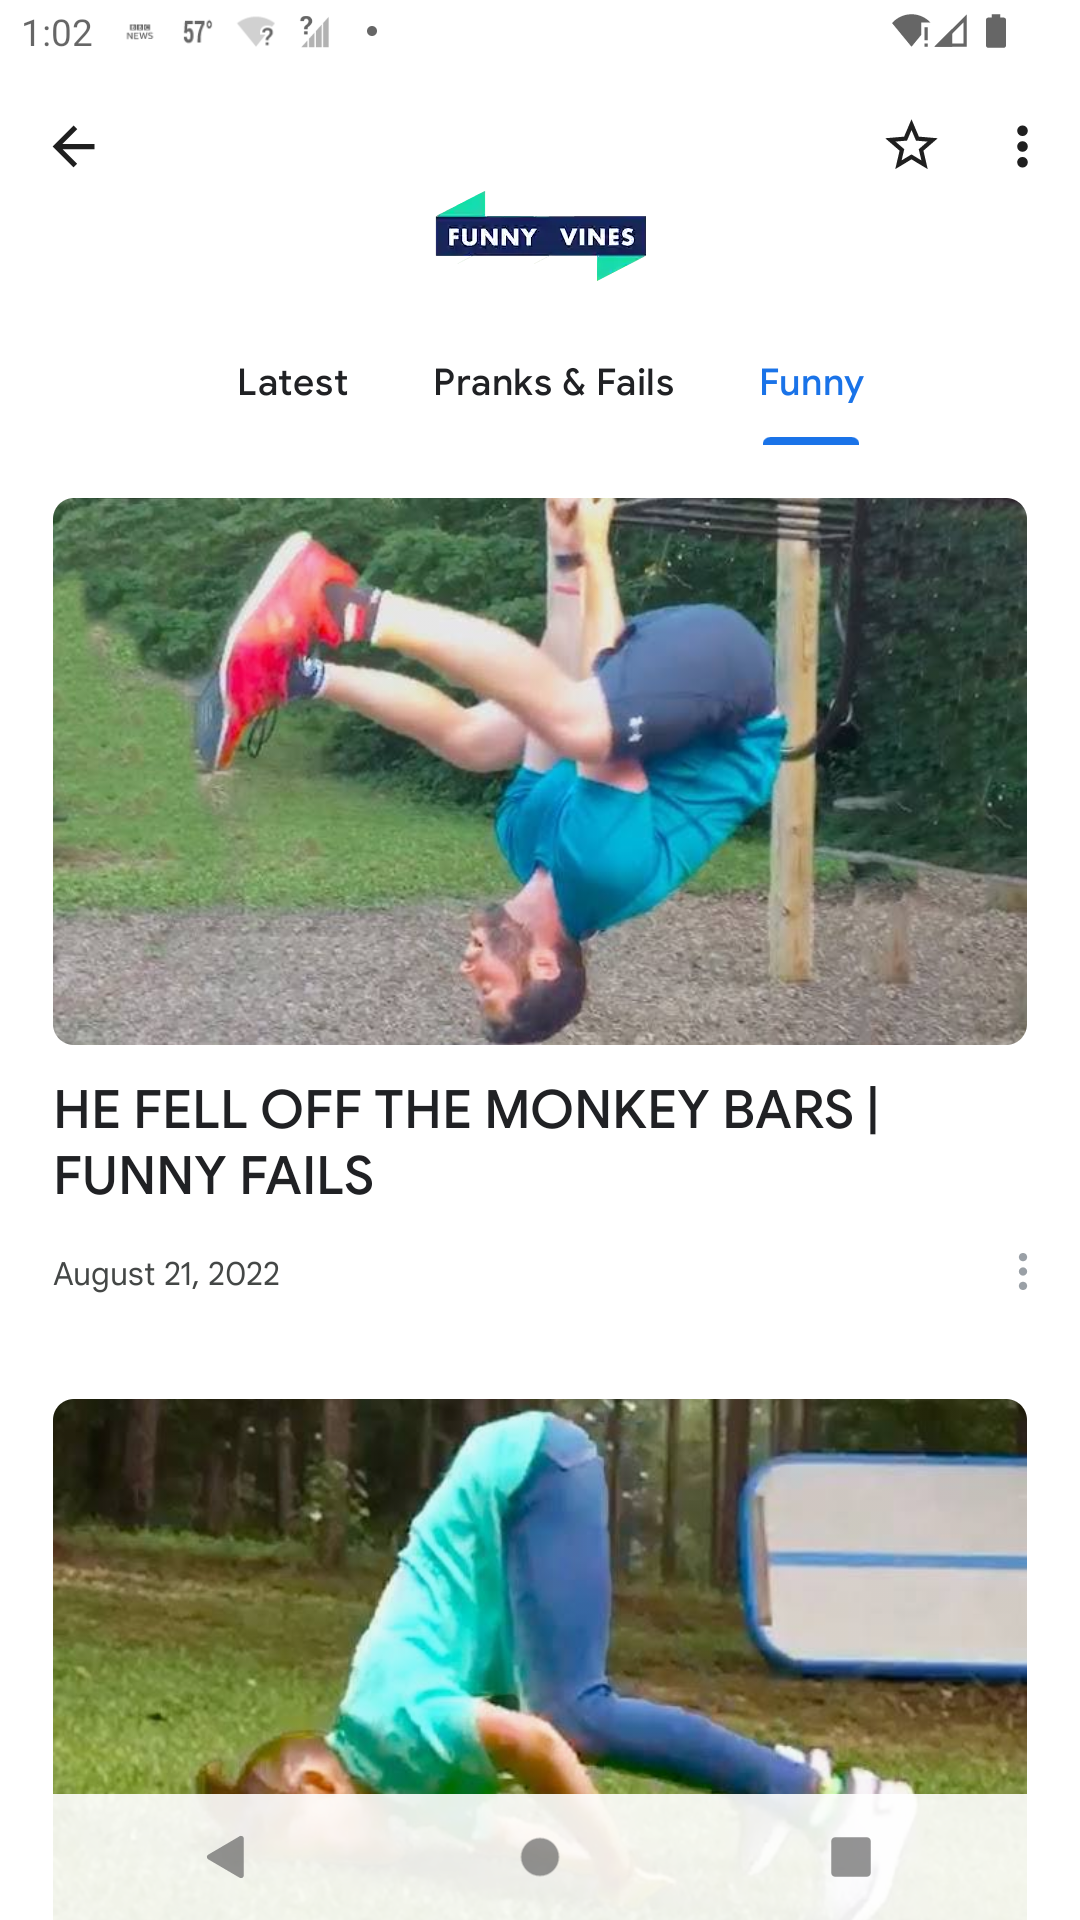 1:02
BBC
NEWS
57°
?
?
!
FUNNY VINES
Latest
Pranks & Fails
Funny
HE FELL OFF THE MONKEY BARS |
FUNNY FAILS
August 21, 2022